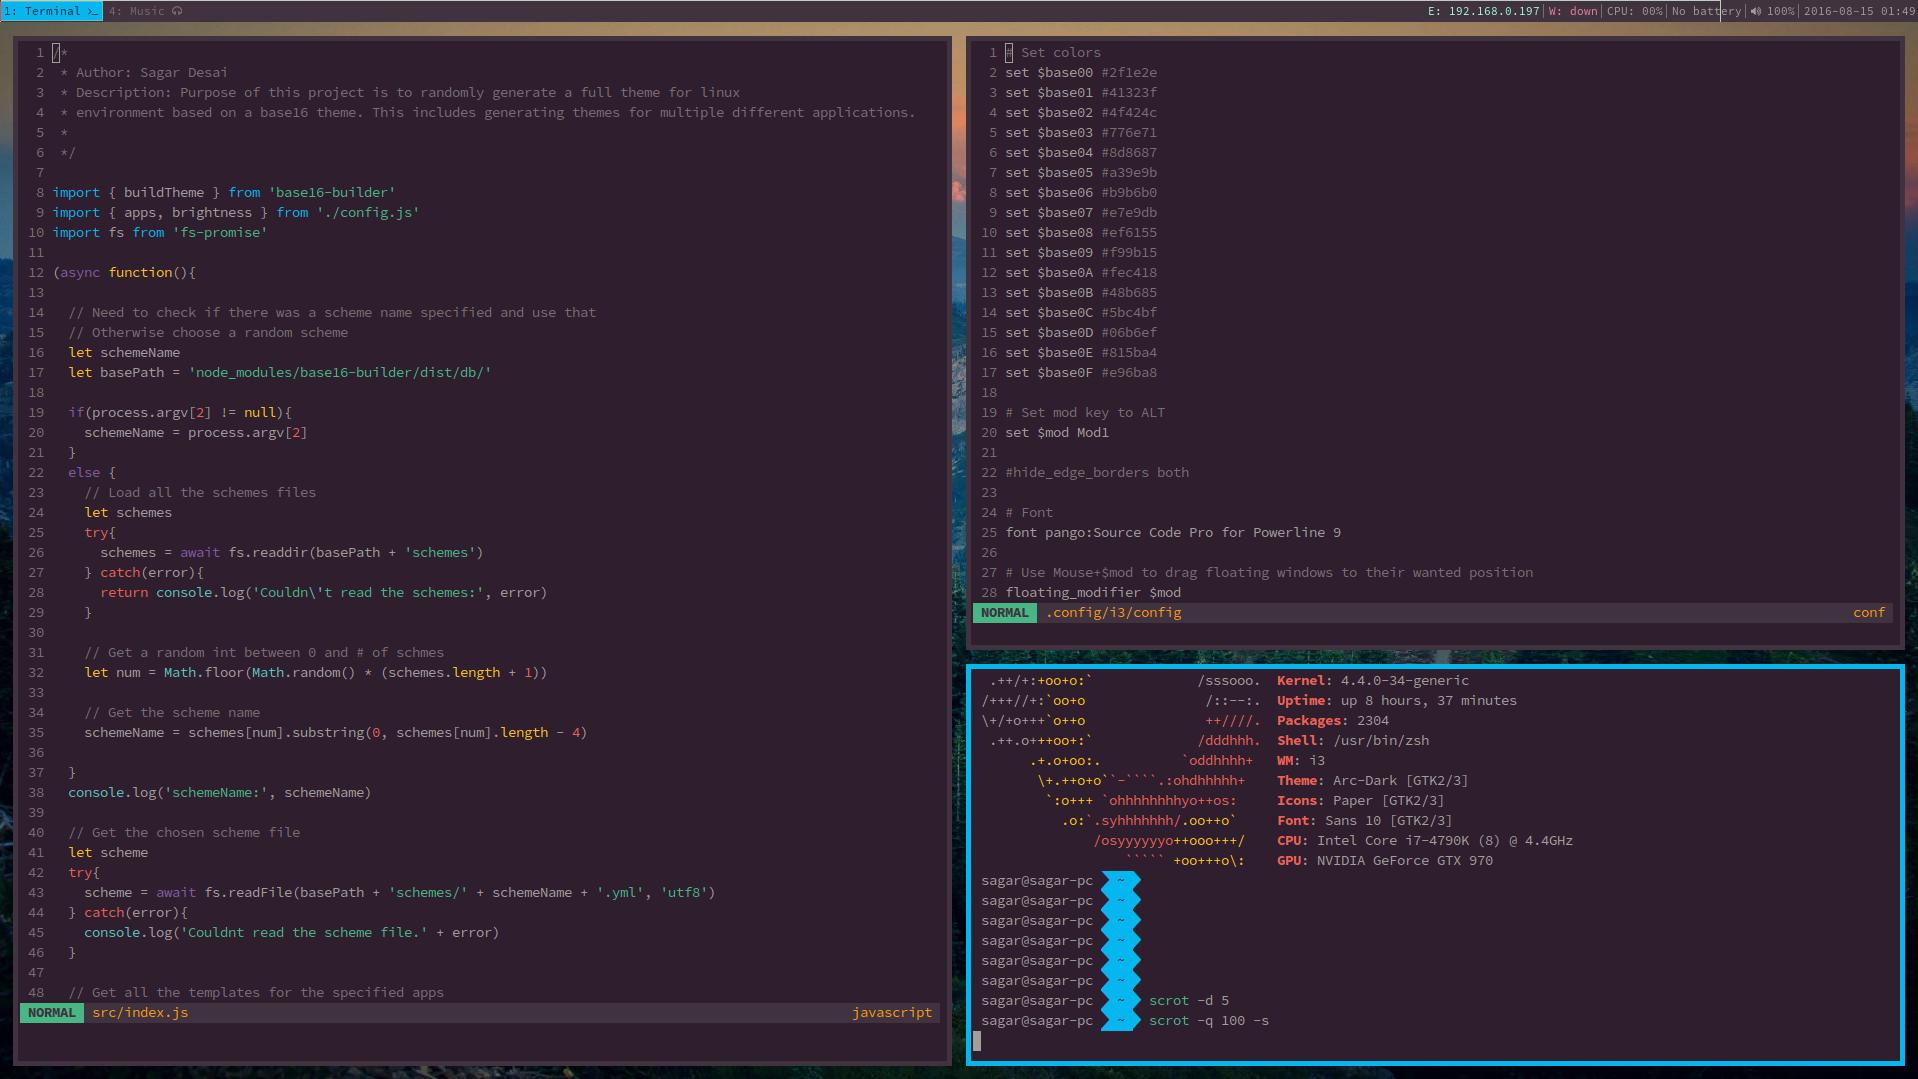 1: Terminal >_ 4: Music E: 192.168.0.197| W: down| CPU: 00%| No battery| 100%| 2016-08-15 01:49
1 /*
2  * Author: Sagar Desai
3  * Description: Purpose of this project is to randomly generate a full theme for linux
4  * environment based on a base16 theme. This includes generating themes for multiple different applications.
5  *
6  */
7
8 import { buildTheme } from 'base16-builder'
9 import { apps, brightness } from './config.js'
10 import fs from 'fs-promise'
11
12 (async function(){
13
14   // Need to check if there was a scheme name specified and use that
15   // Otherwise choose a random scheme
16   let schemeName
17   let basePath = 'node_modules/base16-builder/dist/db/'
18
19   if(process.argv[2] != null){
20     schemeName = process.argv[2]
21   }
22   else {
23     // Load all the schemes files
24     let schemes
25     try{
26       schemes = await fs.readdir(basePath + 'schemes')
27     } catch(error){
28       return console.log('Couldn\'t read the schemes:', error)
29     }
30
31     // Get a random int between 0 and # of schmes
32     let num = Math.floor(Math.random() * (schemes.length + 1))
33
34     // Get the scheme name
35     schemeName = schemes[num].substring(0, schemes[num].length - 4)
36
37   }
38   console.log('schemeName:', schemeName)
39
40   // Get the chosen scheme file
41   let scheme
42   try{
43     scheme = await fs.readFile(basePath + 'schemes/' + schemeName + '.yml', 'utf8')
44   } catch(error){
45     console.log('Couldnt read the scheme file.' + error)
46   }
47
48   // Get all the templates for the specified apps
NORMAL src/index.js javascript
1 # Set colors
2 set $base00 #2f1e2e
3 set $base01 #41323f
4 set $base02 #4f424c
5 set $base03 #776e71
6 set $base04 #8d8687
7 set $base05 #a39e9b
8 set $base06 #b9b6b0
9 set $base07 #e7e9db
10 set $base08 #ef6155
11 set $base09 #f99b15
12 set $base0A #fec418
13 set $base0B #48b685
14 set $base0C #5bc4bf
15 set $base0D #06b6ef
16 set $base0E #815ba4
17 set $base0F #e96ba8
18
19 # Set mod key to ALT
20 set $mod Mod1
21
22 #hide_edge_borders both
23
24 # Font
25 font pango:Source Code Pro for Powerline 9
26
27 # Use Mouse+$mod to drag floating windows to their wanted position
28 floating_modifier $mod
NORMAL .config/i3/config conf
 .++/+:+oo+o:`             /sssooo.  Kernel: 4.4.0-34-generic
/+++//+:`oo+o               /::--:.  Uptime: up 8 hours, 37 minutes
\+/+o+++`o++o               ++////.  Packages: 2304
 .++.o+++oo+:`             /dddhhh.  Shell: /usr/bin/zsh
      .+.o+oo:.          `oddhhhh+   WM: i3
       \+.++o+o``-````.:ohdhhhhh+    Theme: Arc-Dark [GTK2/3]
        `:o+++ `ohhhhhhhhyo++os:     Icons: Paper [GTK2/3]
          .o:`.syhhhhhhh/.oo++o`     Font: Sans 10 [GTK2/3]
              /osyyyyyyo++ooo+++/    CPU: Intel Core i7-4790K (8) @ 4.4GHz
                  ````` +oo+++o\:    GPU: NVIDIA GeForce GTX 970
sagar@sagar-pc ~
sagar@sagar-pc ~
sagar@sagar-pc ~
sagar@sagar-pc ~
sagar@sagar-pc ~
sagar@sagar-pc ~
sagar@sagar-pc ~ scrot -d 5
sagar@sagar-pc ~ scrot -q 100 -s